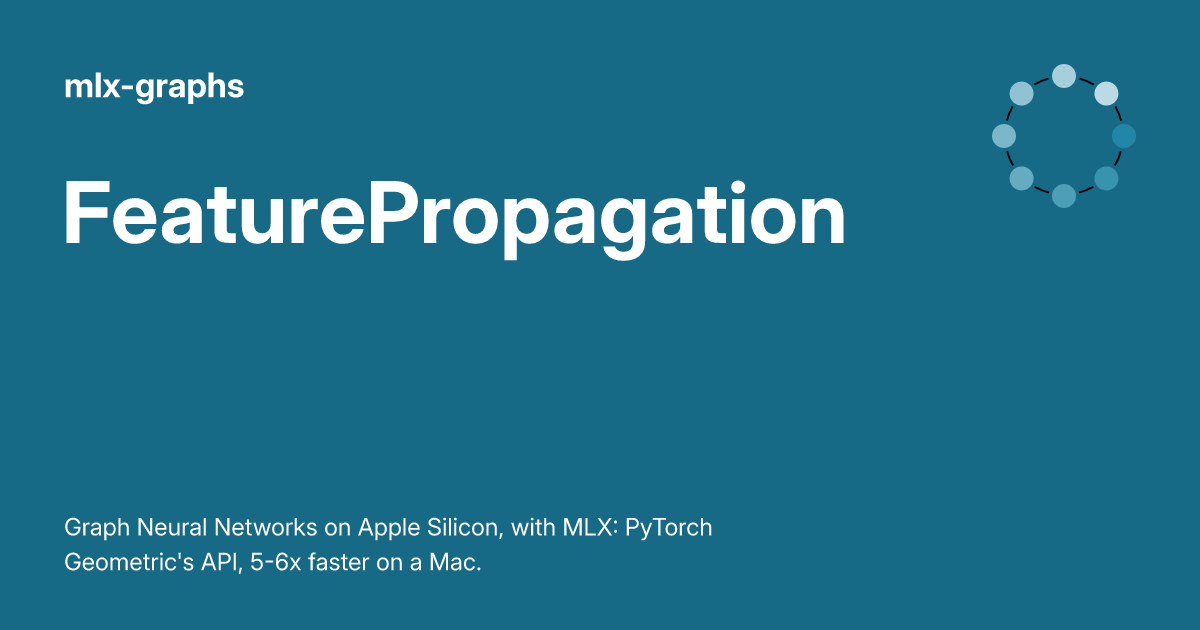 mlx-graphs
FeaturePropagation
Graph Neural Networks on Apple Silicon, with MLX: PyTorch
Geometric's API, 5-6x faster on a Mac.